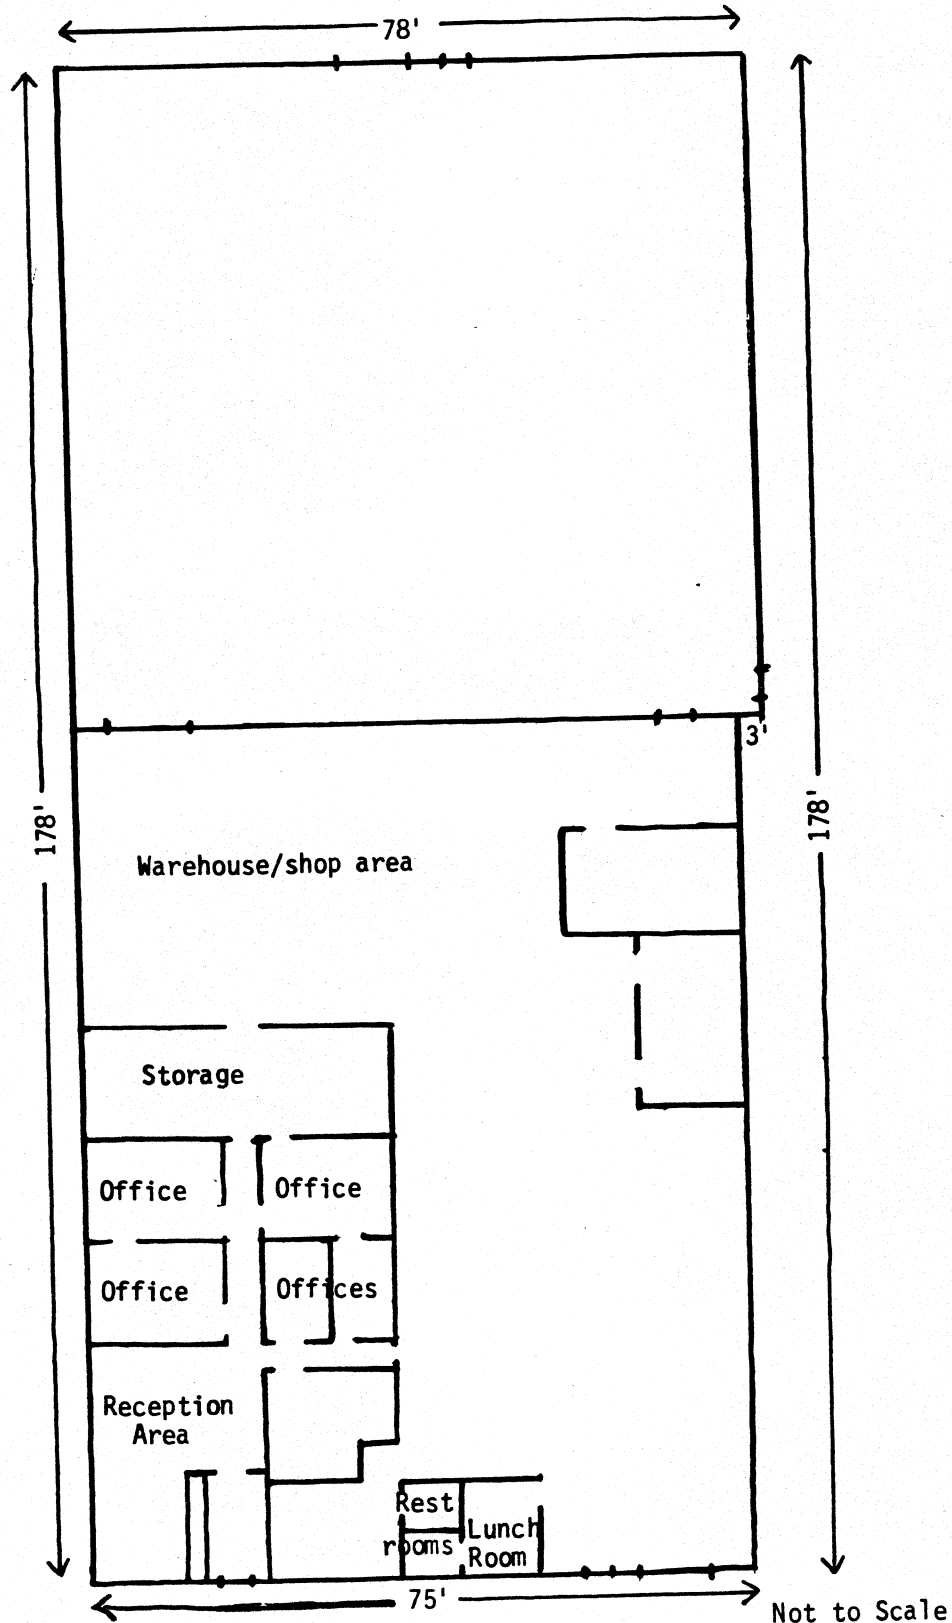 78'
3'
178'
178'
Warehouse/shop area
Storage
Office
Office
Office
Offices
Reception
Area
Rest
rooms
Lunch
Room
75'
Not to Scale